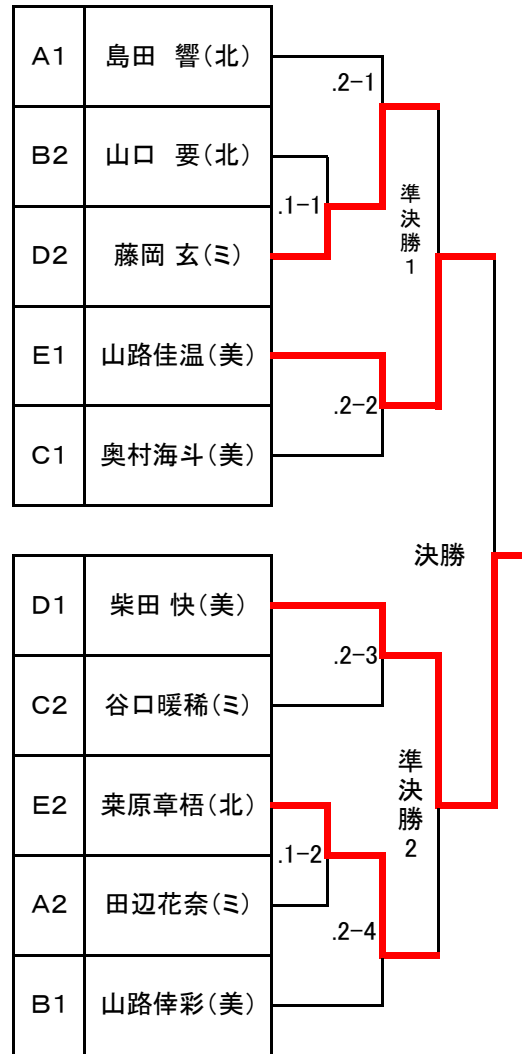 A1 島田　響(北)
.2-1
B2 山口　要(北)
.1-1
準決勝1
D2 藤岡 玄(ミ)
E1 山路佳温(美)
.2-2
C1 奥村海斗(美)
決勝
D1 柴田 快(美)
.2-3
C2 谷口暖稀(ミ)
準決勝2
E2 桒原章梧(北)
.1-2
A2 田辺花奈(ミ)
.2-4
B1 山路倖彩(美)